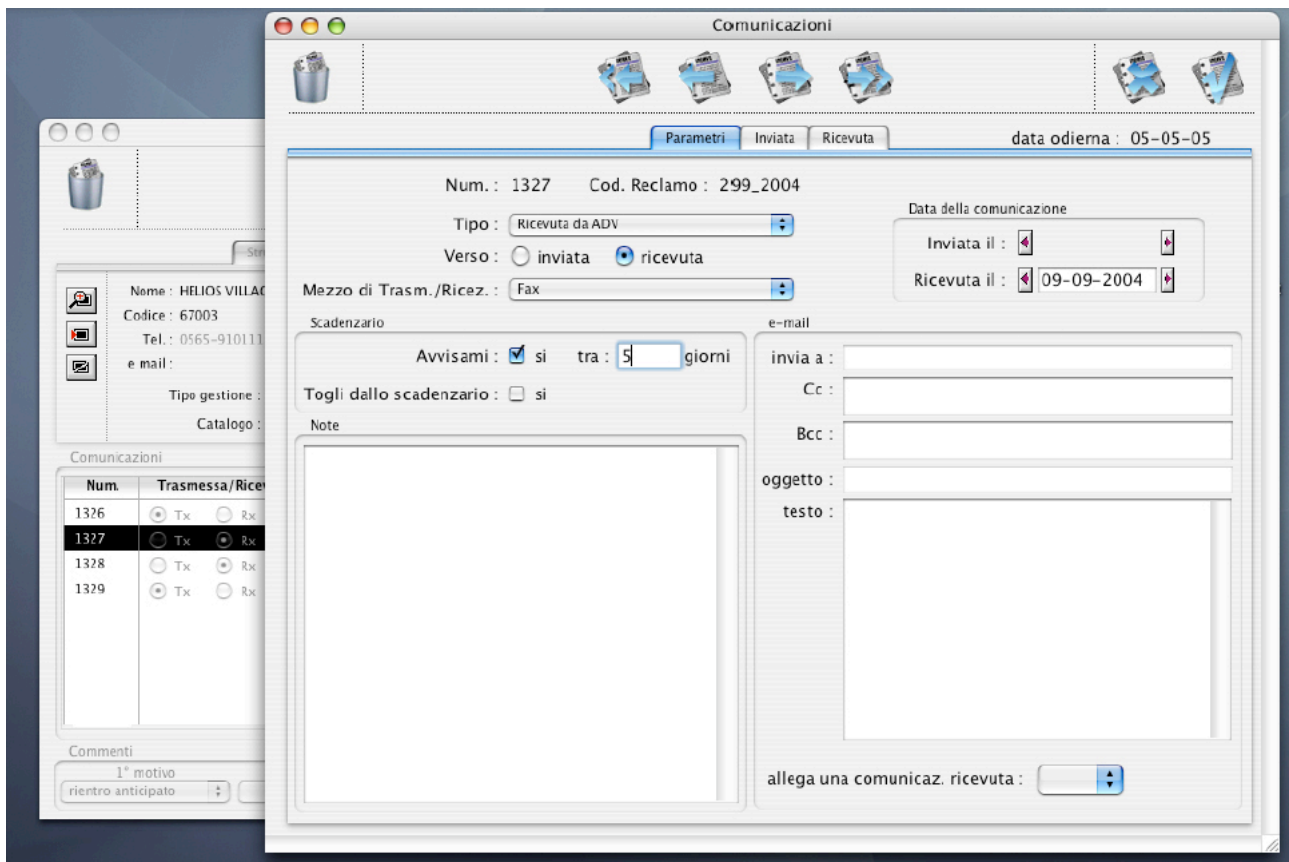 Comunicazioni
Parametri Inviata Ricevuta data odierna : 05-05-05
Num. : 1327 Cod. Reclamo : 299_2004
Tipo : Ricevuta da ADV
Verso : inviata ricevuta
Mezzo di Trasm./Ricez. : Fax
Data della comunicazione
Inviata il :
Ricevuta il : 09-09-2004
Scadenzario
Avvisami : si tra : 5 giorni
Togli dallo scadenzario : si
Note
e-mail
invia a :
Cc :
Bcc :
oggetto :
testo :
allega una comunicaz. ricevuta :
Nome : HELIOS VILLAG
Codice : 67003
Tel. : 0565-910111
e mail :
Tipo gestione :
Catalogo :
Comunicazioni
Num. Trasmessa/Ricev
1326 Tx Rx
1327 Tx Rx
1328 Tx Rx
1329 Tx Rx
Commenti
1° motivo
rientro anticipato